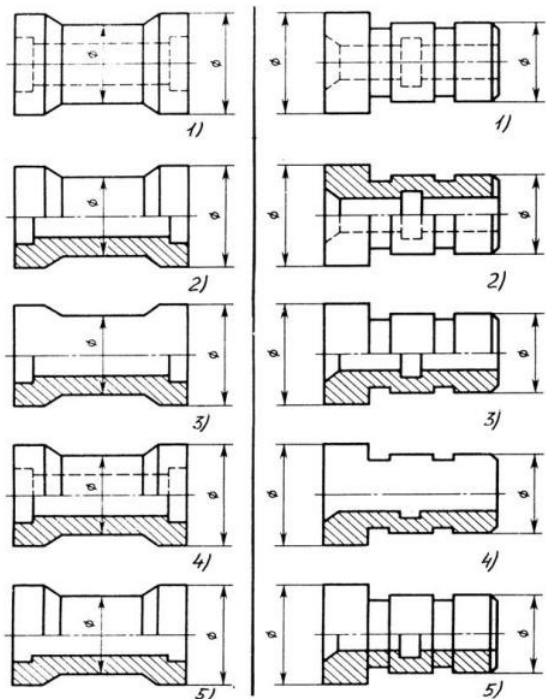 ⌀ ⌀ ⌀ ⌀
1) 1)
⌀ ⌀ ⌀ ⌀
2) 2)
⌀ ⌀ ⌀ ⌀
3) 3)
⌀ ⌀ ⌀ ⌀
4) 4)
⌀ ⌀ ⌀ ⌀
5) 5)